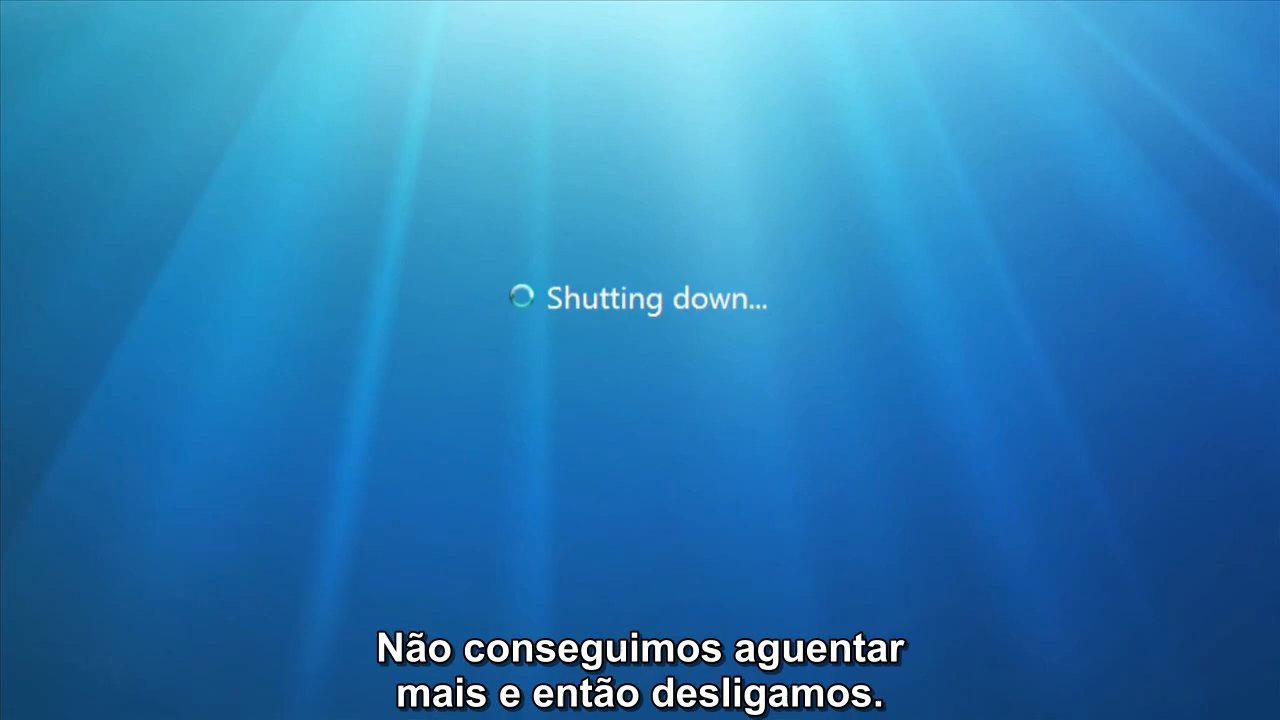 Shutting down...
Não conseguimos aguentar
mais e então desligamos.